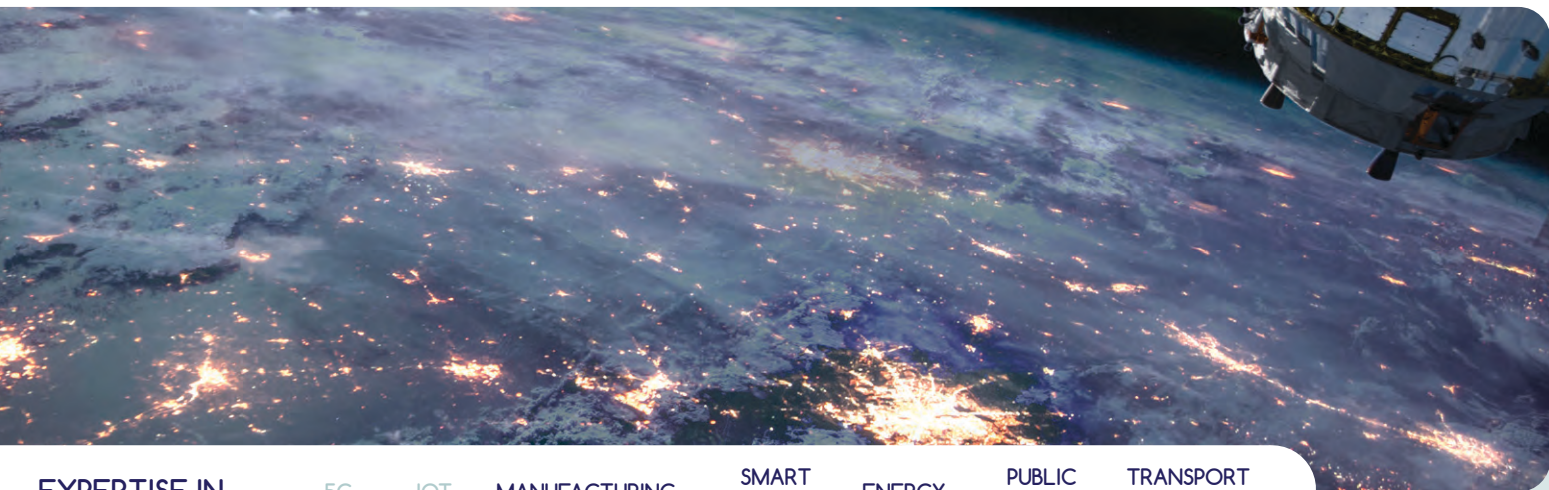 SMART PUBLIC TRANSPORT
EXPERTISE IN 5G IOT MANUFACTURING ENERGY